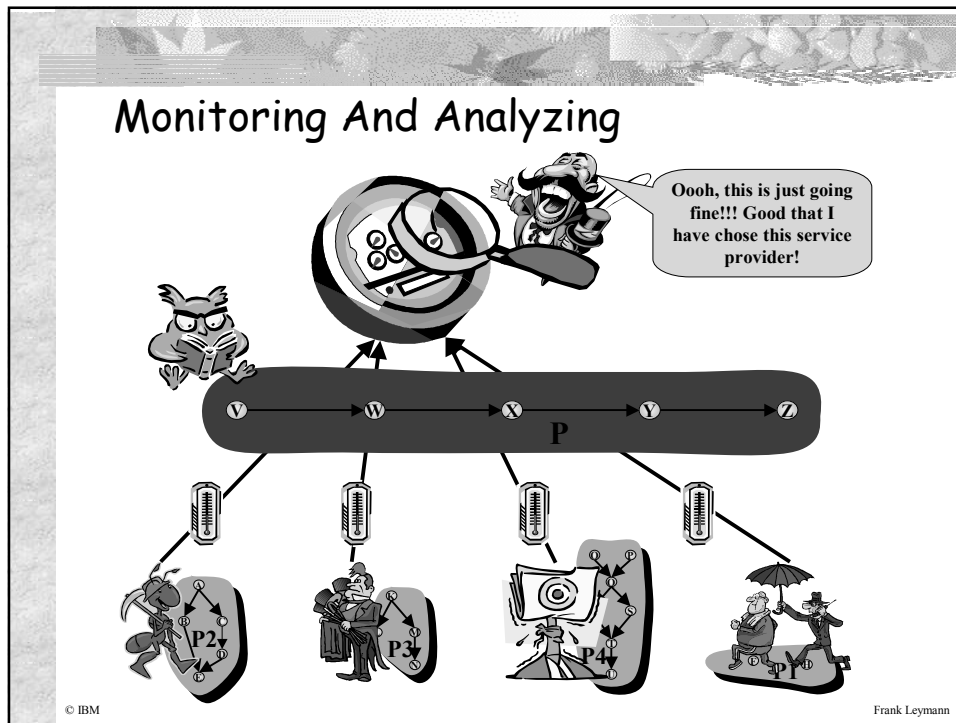 Monitoring And Analyzing
Oooh, this is just going
fine!!! Good that I
have chose this service
provider!
V W X Y Z
P
A
B C
P2
D
E
K
M
P3
N
O P
Q
S
T
P4
U
F H
P1
© IBM
Frank Leymann